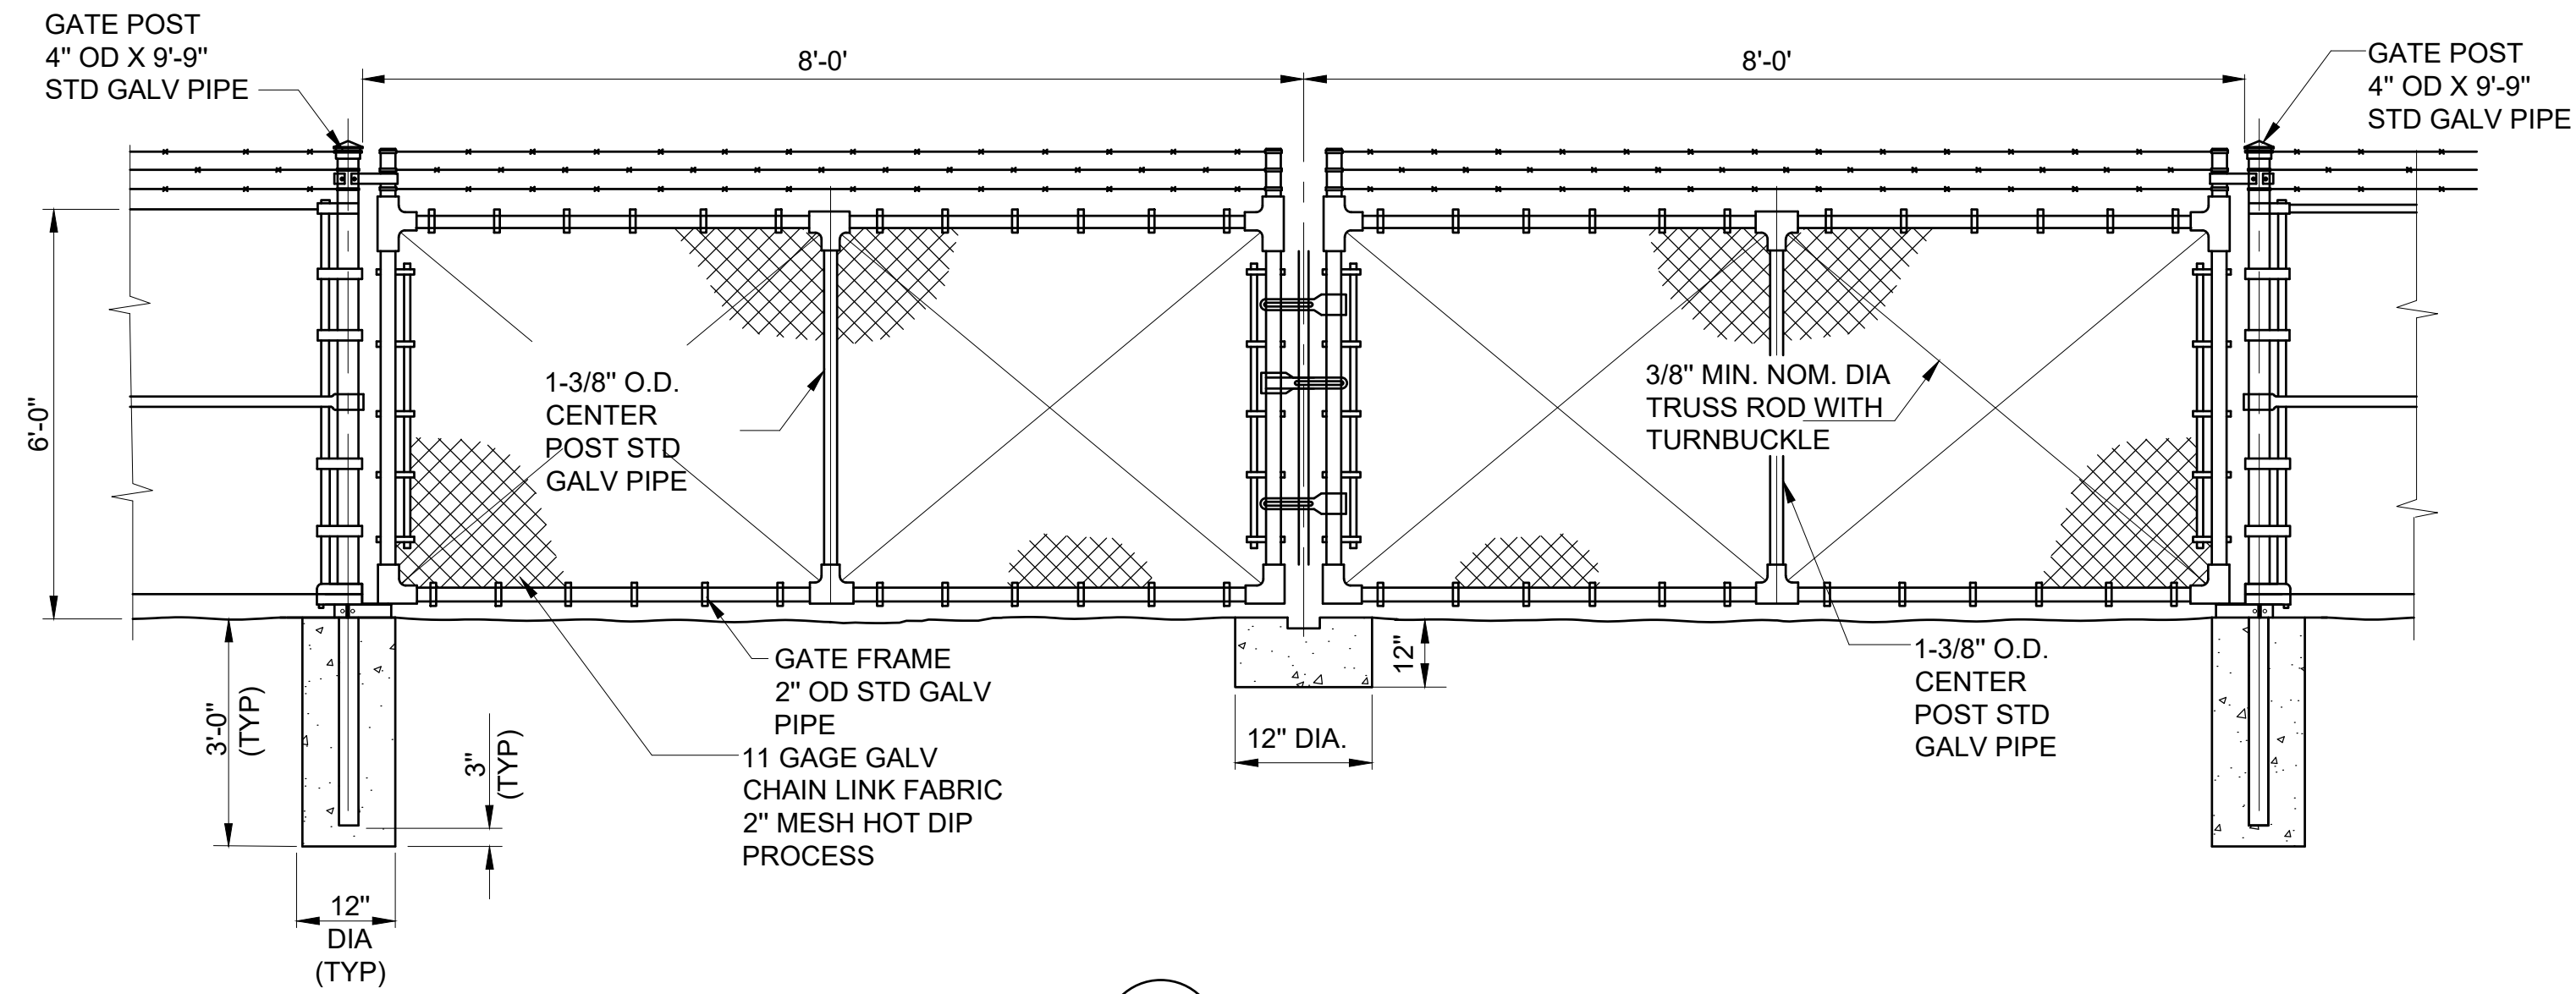 GATE POST
4" OD X 9'-9"
STD GALV PIPE
8'-0'
8'-0'
GATE POST
4" OD X 9'-9"
STD GALV PIPE
6'-0"
1-3/8" O.D.
CENTER
POST STD
GALV PIPE
3/8" MIN. NOM. DIA
TRUSS ROD WITH
TURNBUCKLE
3'-0"
(TYP)
3"
(TYP)
12"
DIA
(TYP)
GATE FRAME
2" OD STD GALV
PIPE
11 GAGE GALV
CHAIN LINK FABRIC
2" MESH HOT DIP
PROCESS
12"
12" DIA.
1-3/8" O.D.
CENTER
POST STD
GALV PIPE